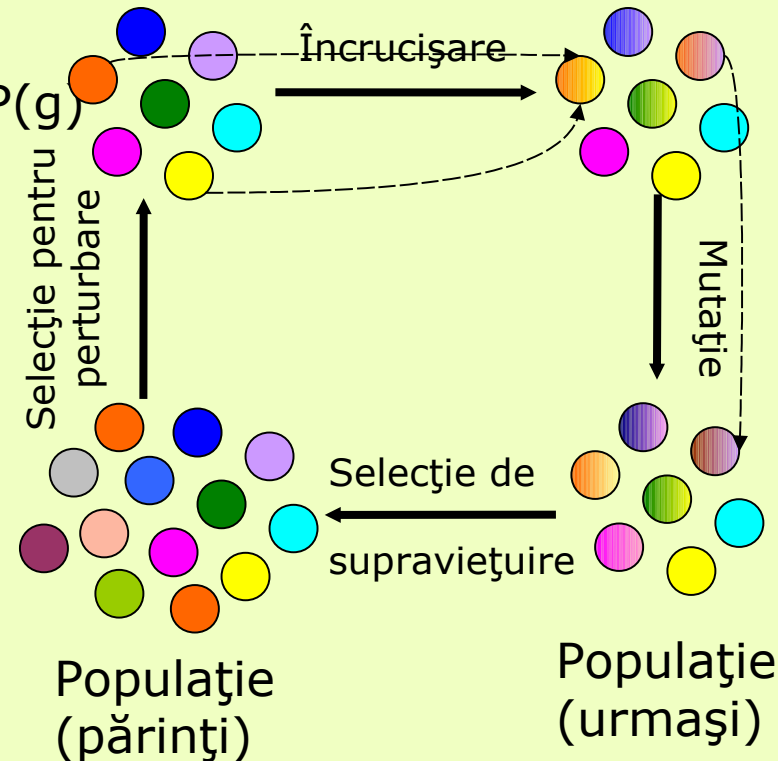 Încrucişare
P(g)
Selecţie pentru
perturbare
Mutaţie
Selecţie de
supravieţuire
Populaţie
(părinţi)
Populaţie
(urmaşi)